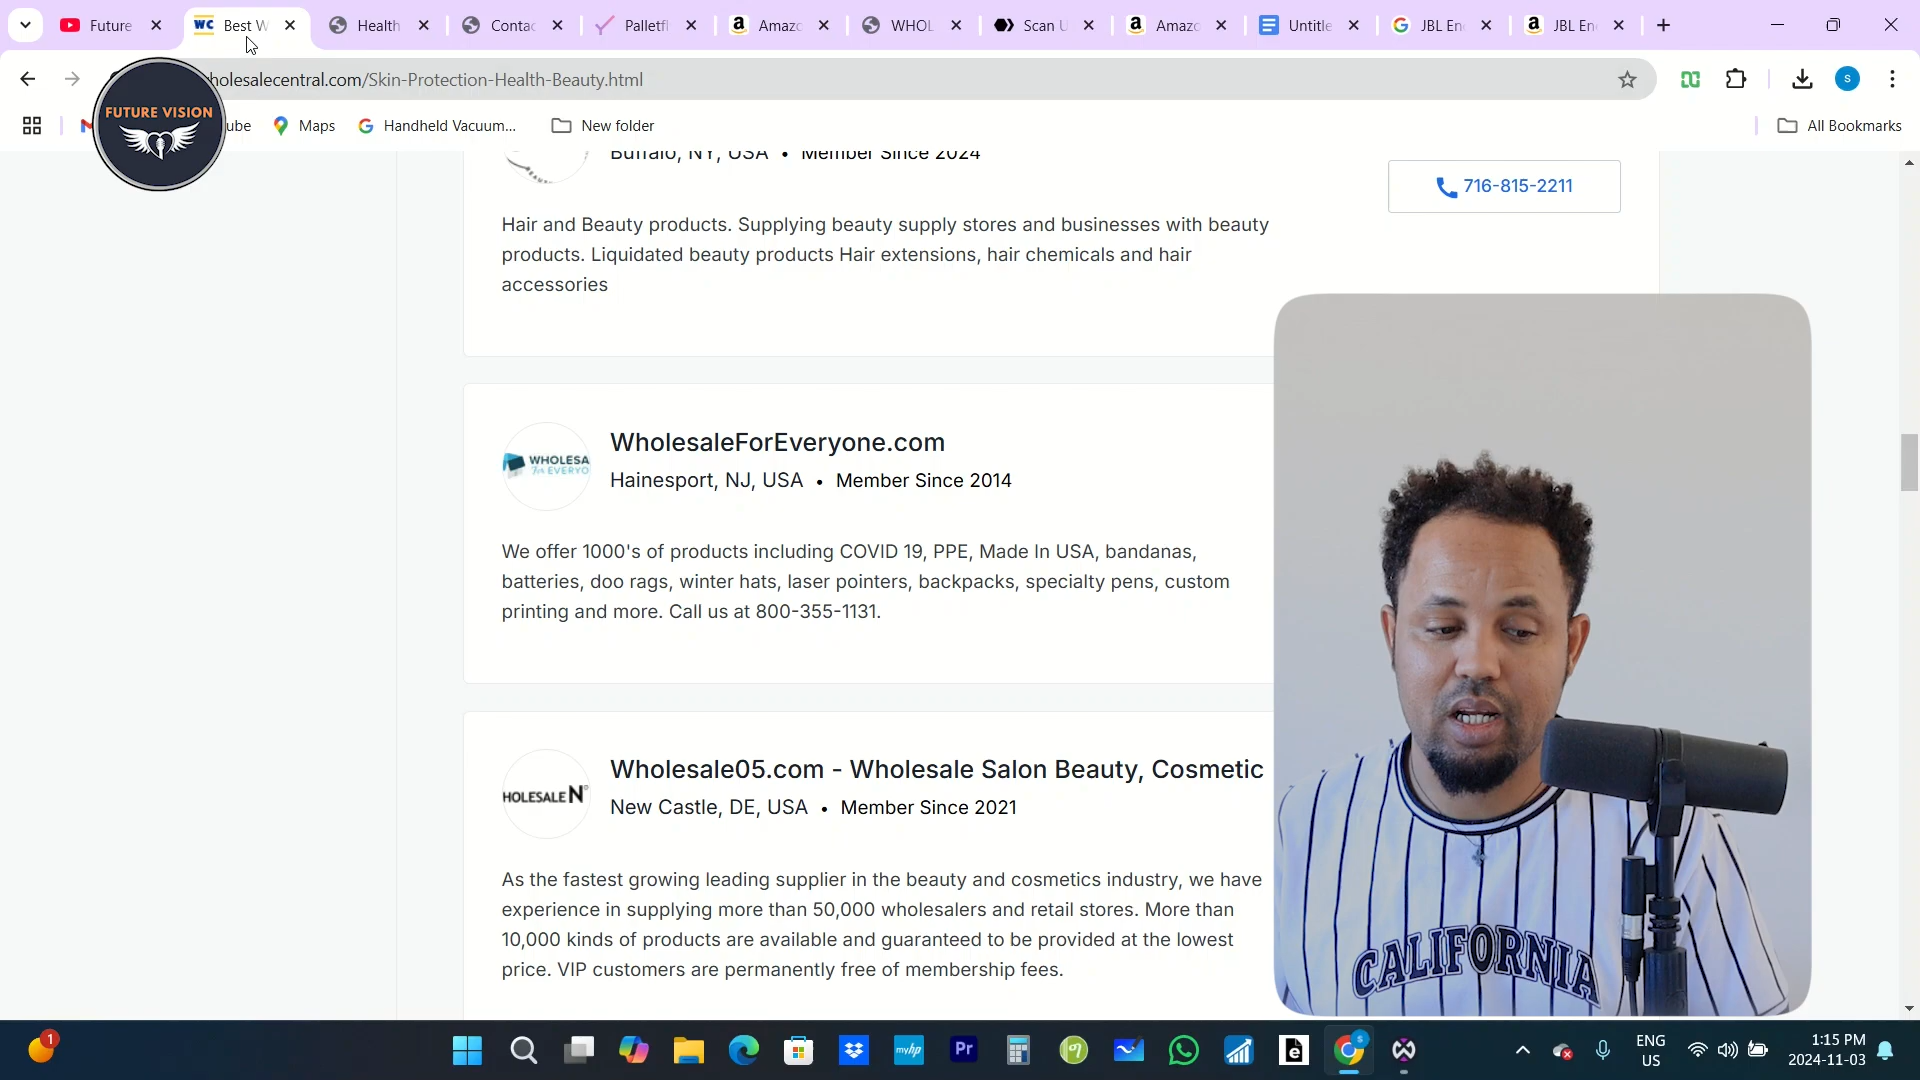 Future
Best W
Health
Contac
Palletfl
Amazo
WHOL
Scan U
Amazo
Untitle
JBL En
JBL En
holesalecentral.com/Skin-Protection-Health-Beauty.html
S
ube
Maps
Handheld Vacuum...
New folder
All Bookmarks
FUTURE VISION
Buffalo, NY, USA • Member Since 2024
716-815-2211
Hair and Beauty products. Supplying beauty supply stores and businesses with beauty
products. Liquidated beauty products Hair extensions, hair chemicals and hair
accessories
WHOLESA
For EVERYO
WholesaleForEveryone.com
Hainesport, NJ, USA • Member Since 2014
We offer 1000's of products including COVID 19, PPE, Made In USA, bandanas,
batteries, doo rags, winter hats, laser pointers, backpacks, specialty pens, custom
printing and more. Call us at 800-355-1131.
HOLESALE N
Wholesale05.com - Wholesale Salon Beauty, Cosmetic
New Castle, DE, USA • Member Since 2021
As the fastest growing leading supplier in the beauty and cosmetics industry, we have
experience in supplying more than 50,000 wholesalers and retail stores. More than
10,000 kinds of products are available and guaranteed to be provided at the lowest
price. VIP customers are permanently free of membership fees.
CALIFORNIA
1
myhp
Pr
ENG
US
1:15 PM
2024-11-03